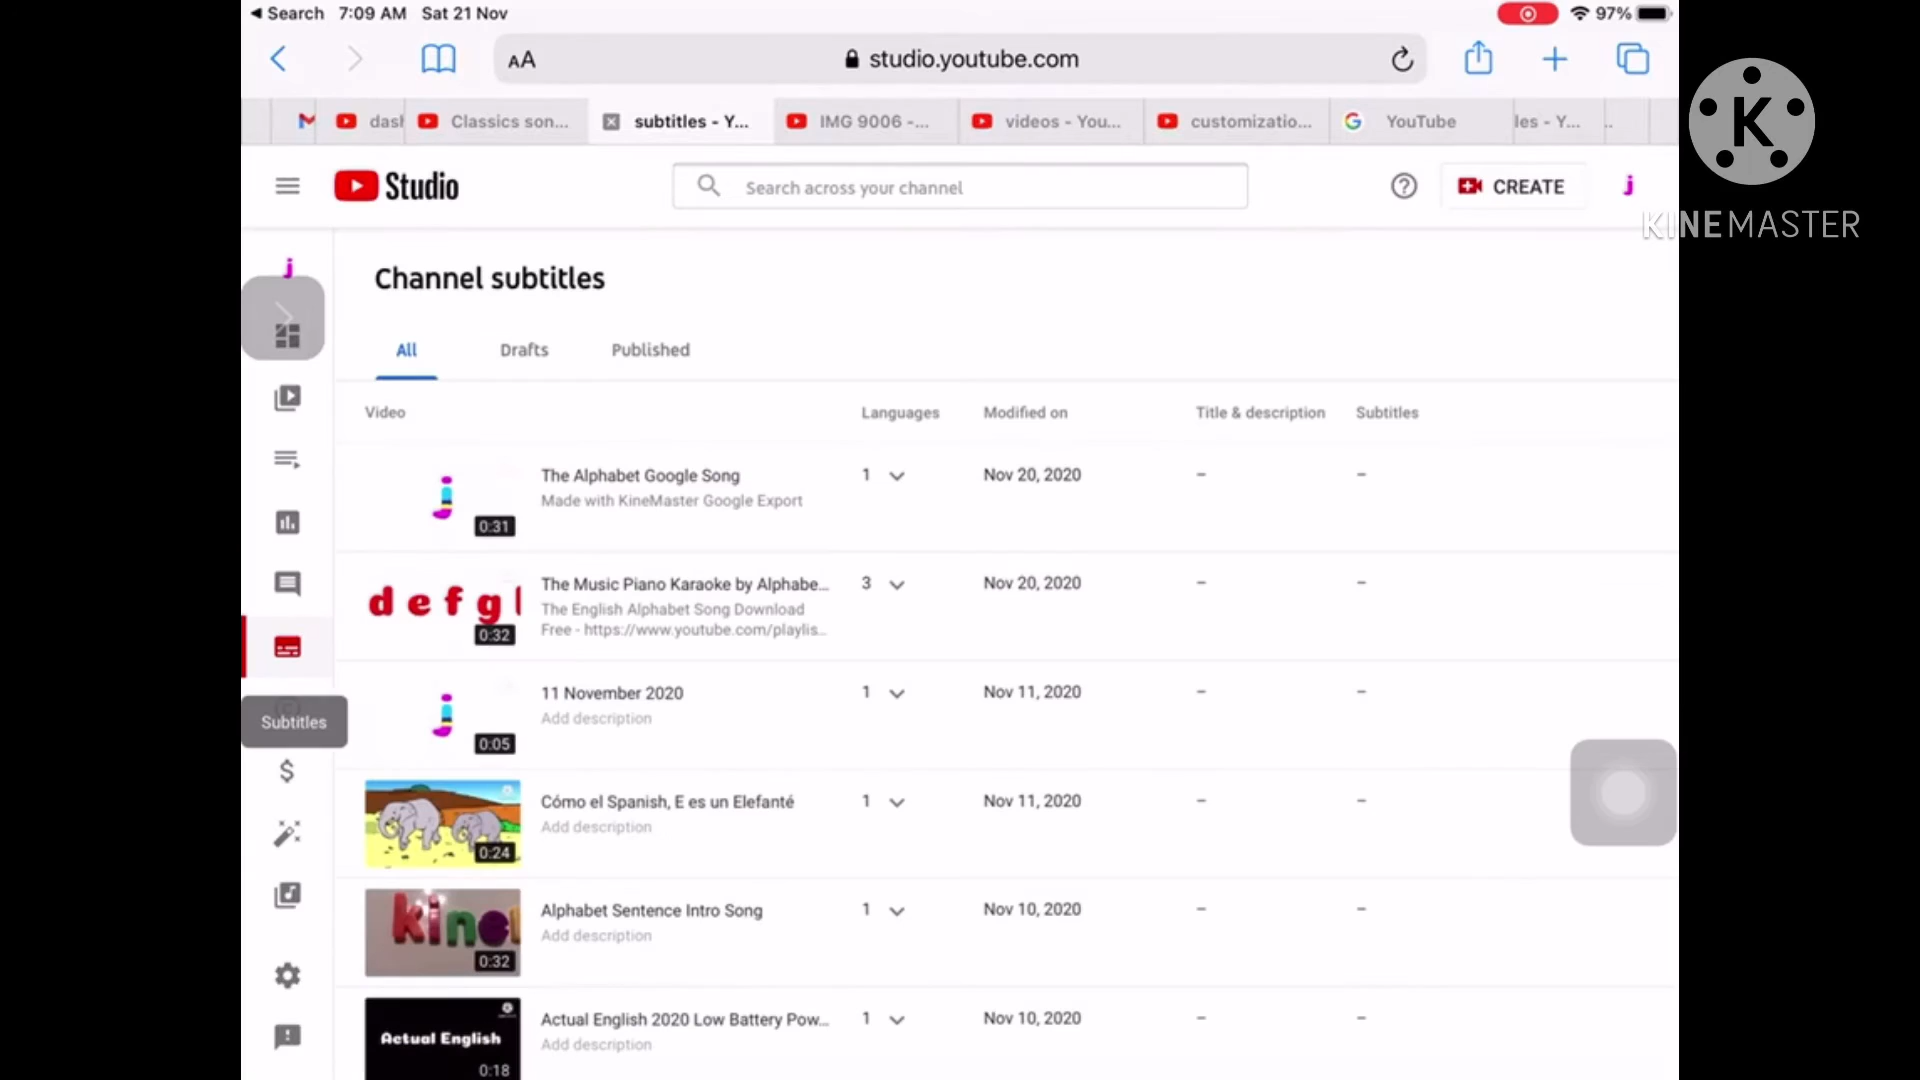 Search 7:09 AM Sat 21 Nov 97%
AA studio.youtube.com
dasl Classics son... subtitles - Y... IMG 9006 -... videos - You... customizatio... YouTube les - Y... ..
Studio Search across your channel CREATE j
K
KINEMASTER
j
Channel subtitles
All Drafts Published
Video Languages Modified on Title & description Subtitles
The Alphabet Google Song 1 Nov 20, 2020 – –
Made with KineMaster Google Export
j
0:31
The Music Piano Karaoke by Alphabe... 3 Nov 20, 2020 – –
d e f g
The English Alphabet Song Download
Free - https://www.youtube.com/playlis...
0:32
11 November 2020 1 Nov 11, 2020 – –
j
Add description
0:05
Subtitles
Cómo el Spanish, E es un Elefanté 1 Nov 11, 2020 – –
Add description
0:24
Alphabet Sentence Intro Song 1 Nov 10, 2020 – –
kine
Add description
0:32
Actual English 2020 Low Battery Pow... 1 Nov 10, 2020 – –
Actual English
Add description
0:18